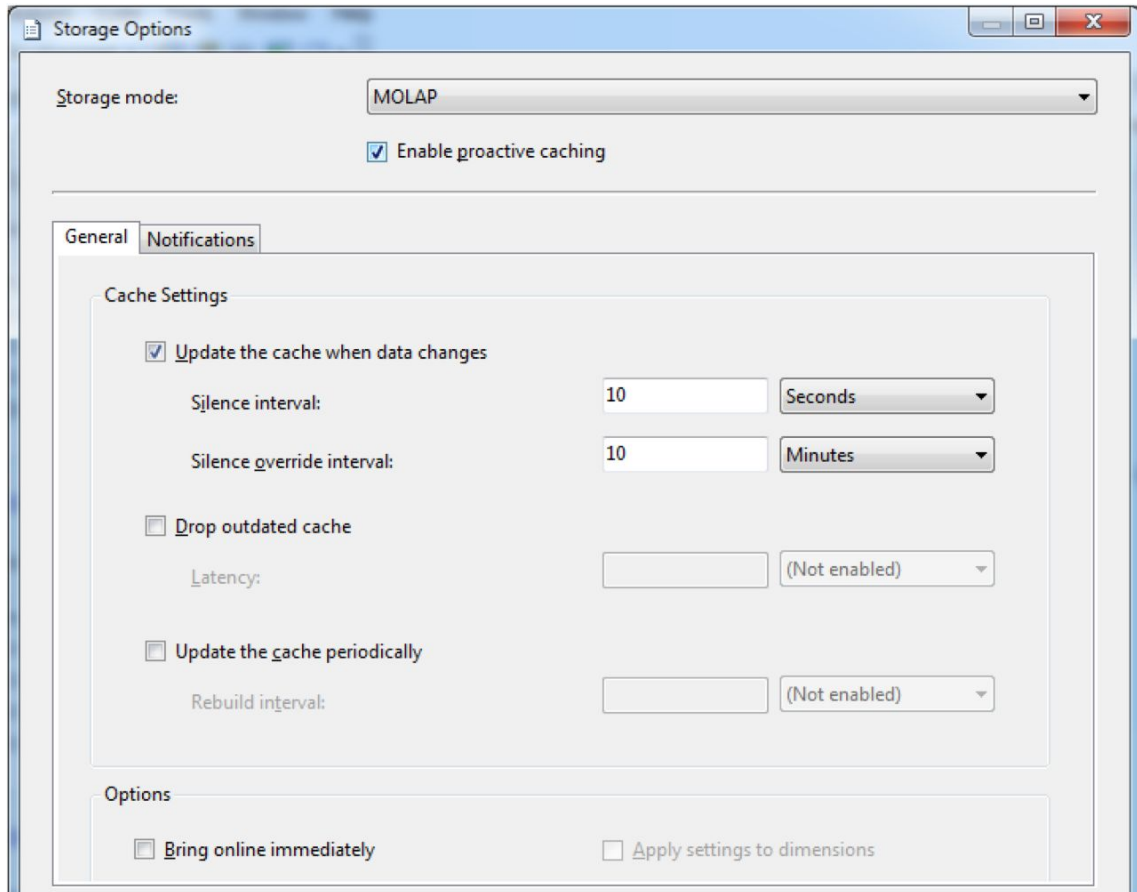 Storage Options
Storage mode: MOLAP
Enable proactive caching
General Notifications
Cache Settings
Update the cache when data changes
Silence interval: 10 Seconds
Silence override interval: 10 Minutes
Drop outdated cache
Latency: (Not enabled)
Update the cache periodically
Rebuild interval: (Not enabled)
Options
Bring online immediately Apply settings to dimensions